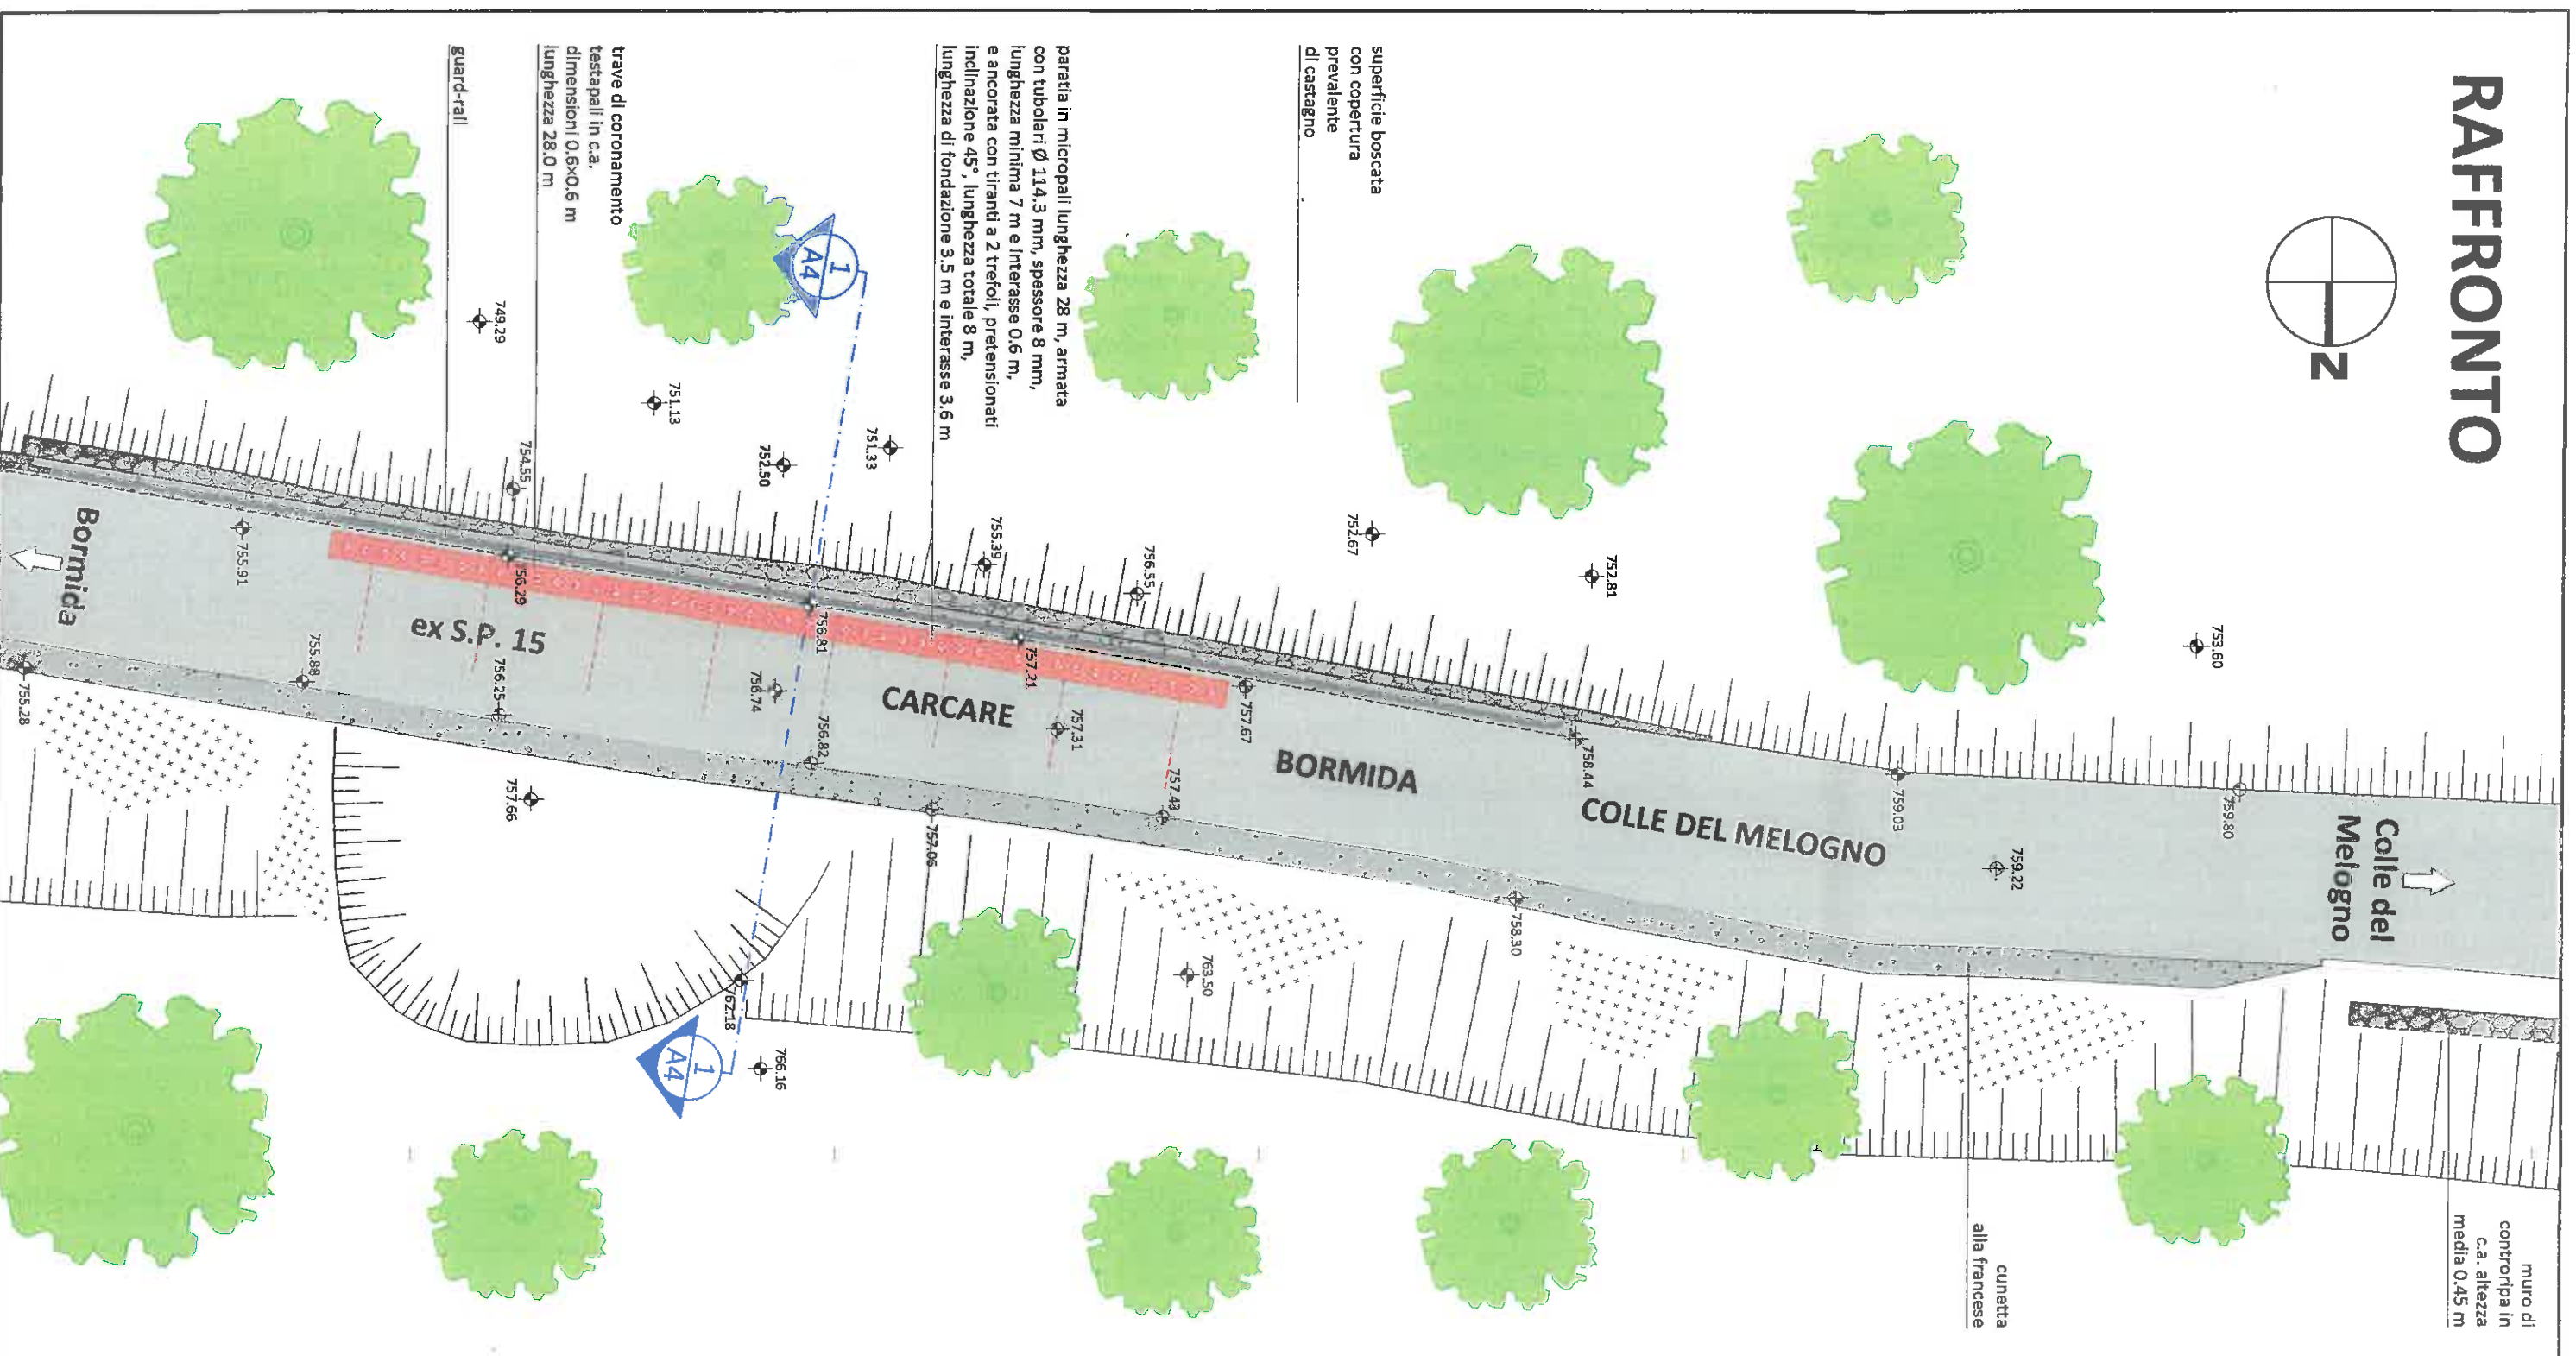 RAFFRONTO
N
superficie boscata
con copertura
prevalente
di castagno
paratia in micropali lunghezza 28 m, armata
con tubolari Ø 114.3 mm, spessore 8 mm,
lunghezza minima 7 m e interasse 0.6 m,
e ancorata con tiranti a 2 trefoli, pretensionati
inclinazione 45°, lunghezza totale 8 m,
lunghezza di fondazione 3.5 m e interasse 3.6 m
trave di coronamento
testapali in c.a.
dimensioni 0.6x0.6 m
lunghezza 28.0 m
guard-rail
1
A4
749.29
751.13
752.50
751.33
754.55
755.39
756.55
752.67
752.81
753.60
755.91
56.29
756.81
757.21
757.67
758.44
759.03
759.80
759.22
755.28
755.88
756.25
756.74
756.82
757.31
757.43
757.06
758.30
757.66
762.18
763.50
766.16
Bormida
ex S.P. 15
CARCARE
BORMIDA
COLLE DEL MELOGNO
Colle del
Melogno
1
A4
muro di
controripa in
c.a. altezza
media 0.45 m
cunetta
alla francese